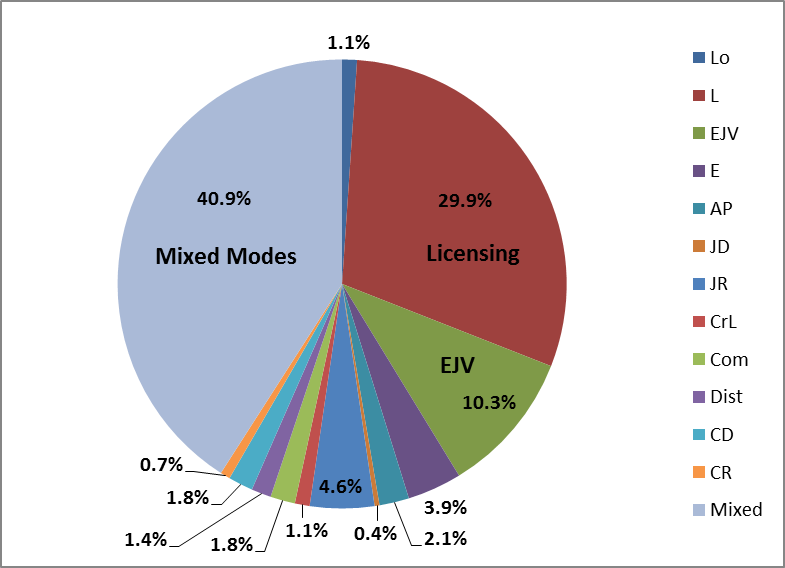 1.1%
40.9%
Mixed Modes
29.9%
Licensing
EJV
10.3%
3.9%
2.1%
0.4%
4.6%
1.1%
1.8%
1.4%
1.8%
0.7%
Lo
L
EJV
E
AP
JD
JR
CrL
Com
Dist
CD
CR
Mixed